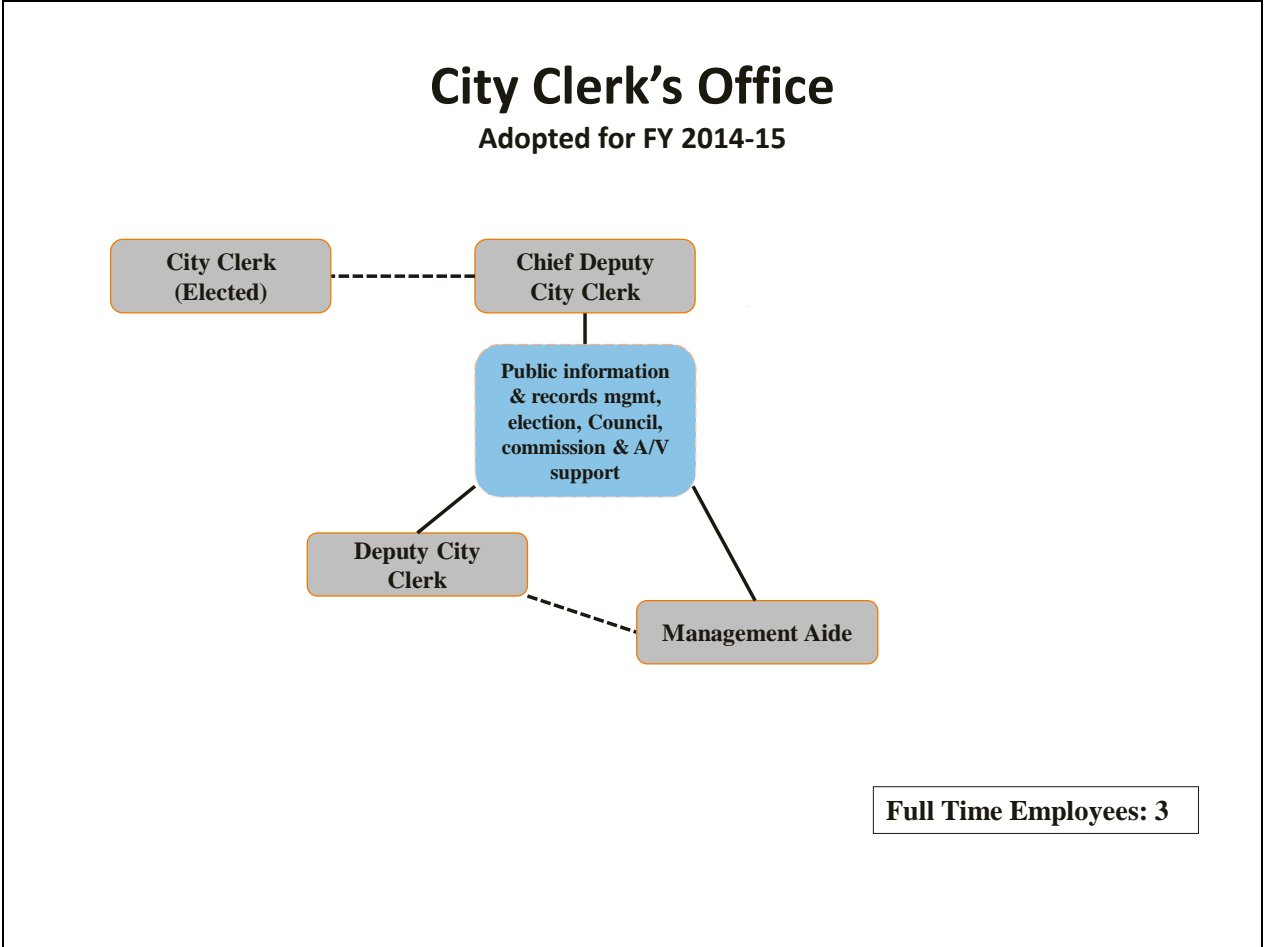 City Clerk’s Office
Adopted for FY 2014-15
City Clerk
(Elected)
Chief Deputy
City Clerk
Public information
& records mgmt,
election, Council,
commission & A/V
support
Deputy City
Clerk
Management Aide
Full Time Employees: 3